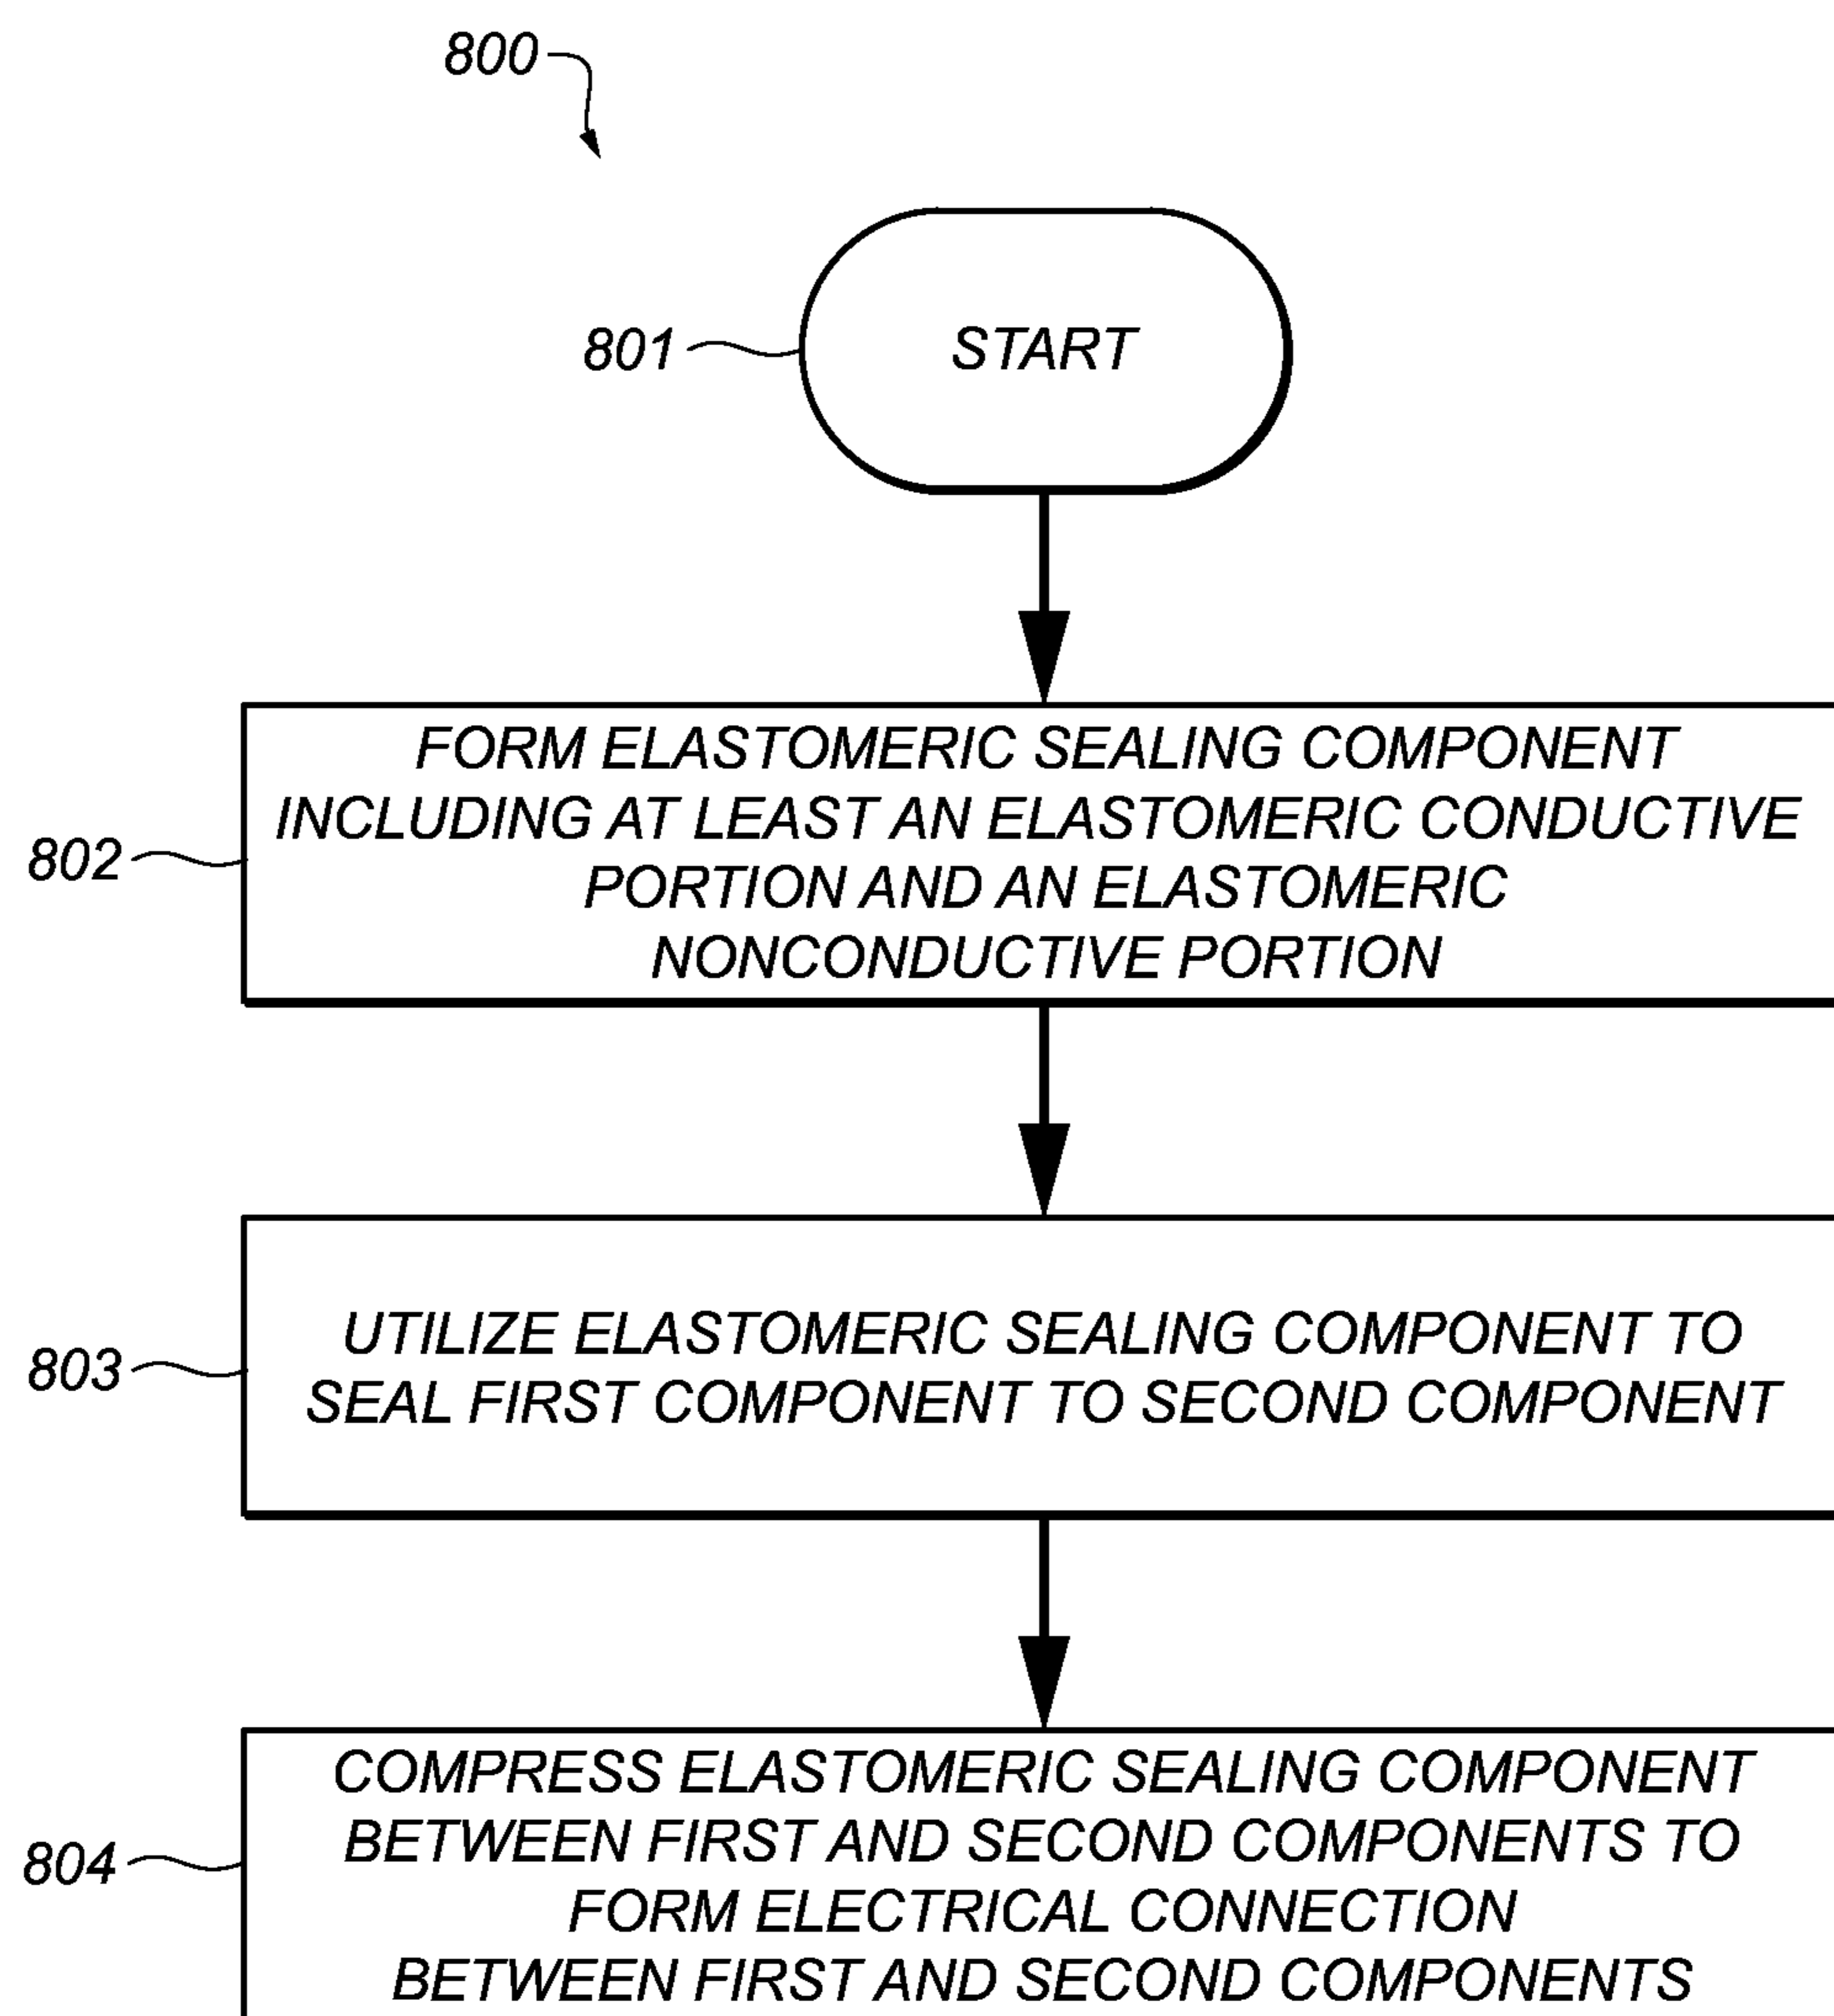 800
801
START
802
FORM ELASTOMERIC SEALING COMPONENT
INCLUDING AT LEAST AN ELASTOMERIC CONDUCTIVE
PORTION AND AN ELASTOMERIC
NONCONDUCTIVE PORTION
803
UTILIZE ELASTOMERIC SEALING COMPONENT TO
SEAL FIRST COMPONENT TO SECOND COMPONENT
804
COMPRESS ELASTOMERIC SEALING COMPONENT
BETWEEN FIRST AND SECOND COMPONENTS TO
FORM ELECTRICAL CONNECTION
BETWEEN FIRST AND SECOND COMPONENTS